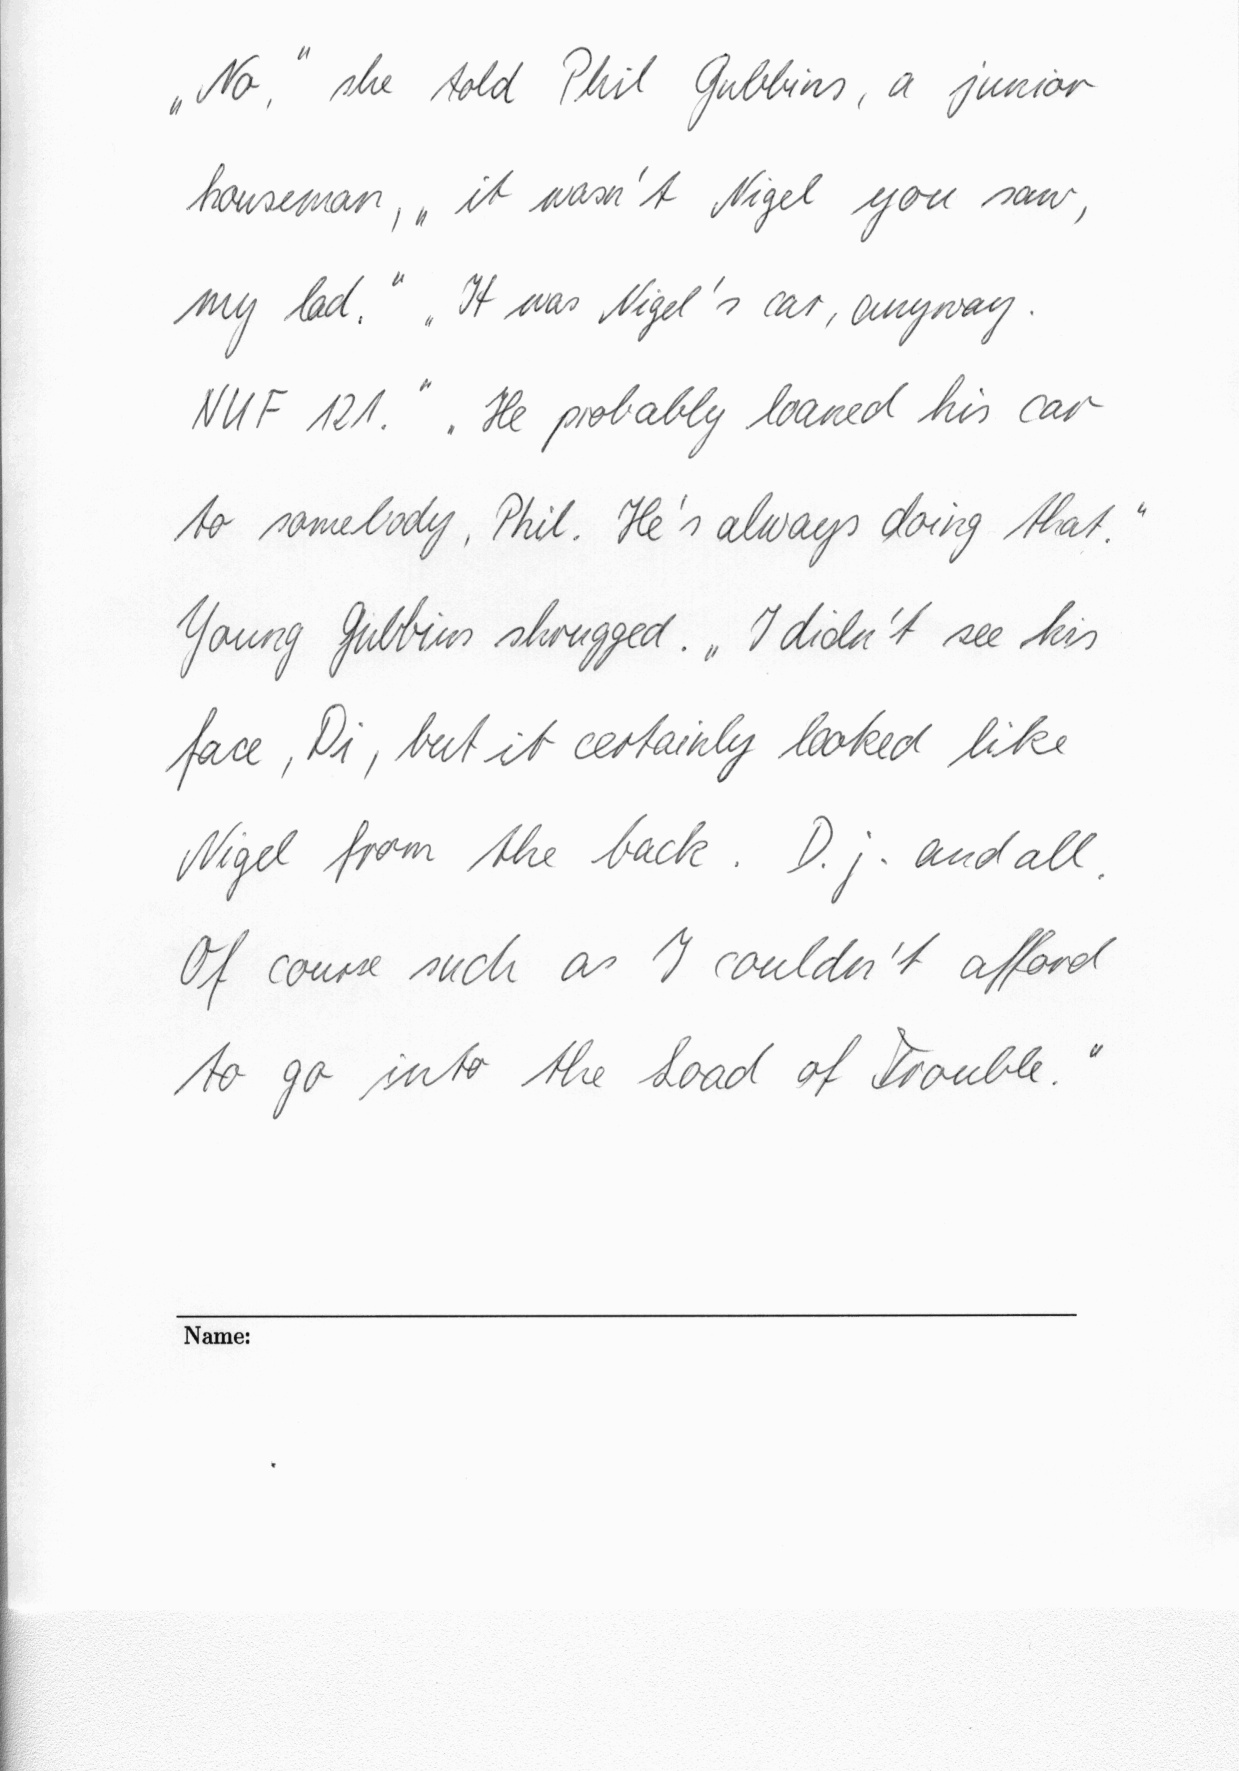 „No," she told Phil Gubbins, a junior
houseman, „it wasn't Nigel you saw,
my lad." „It was Nigel's car, anyway.
NUF 121." „He probably loaned his car
to somebody, Phil. He's always doing that."
Young Gubbins shrugged. „I didn't see his
face, Di, but it certainly looked like
Nigel from the back. D.j. and all.
Of course such as I couldn't afford
to go into the Load of Trouble."
Name: